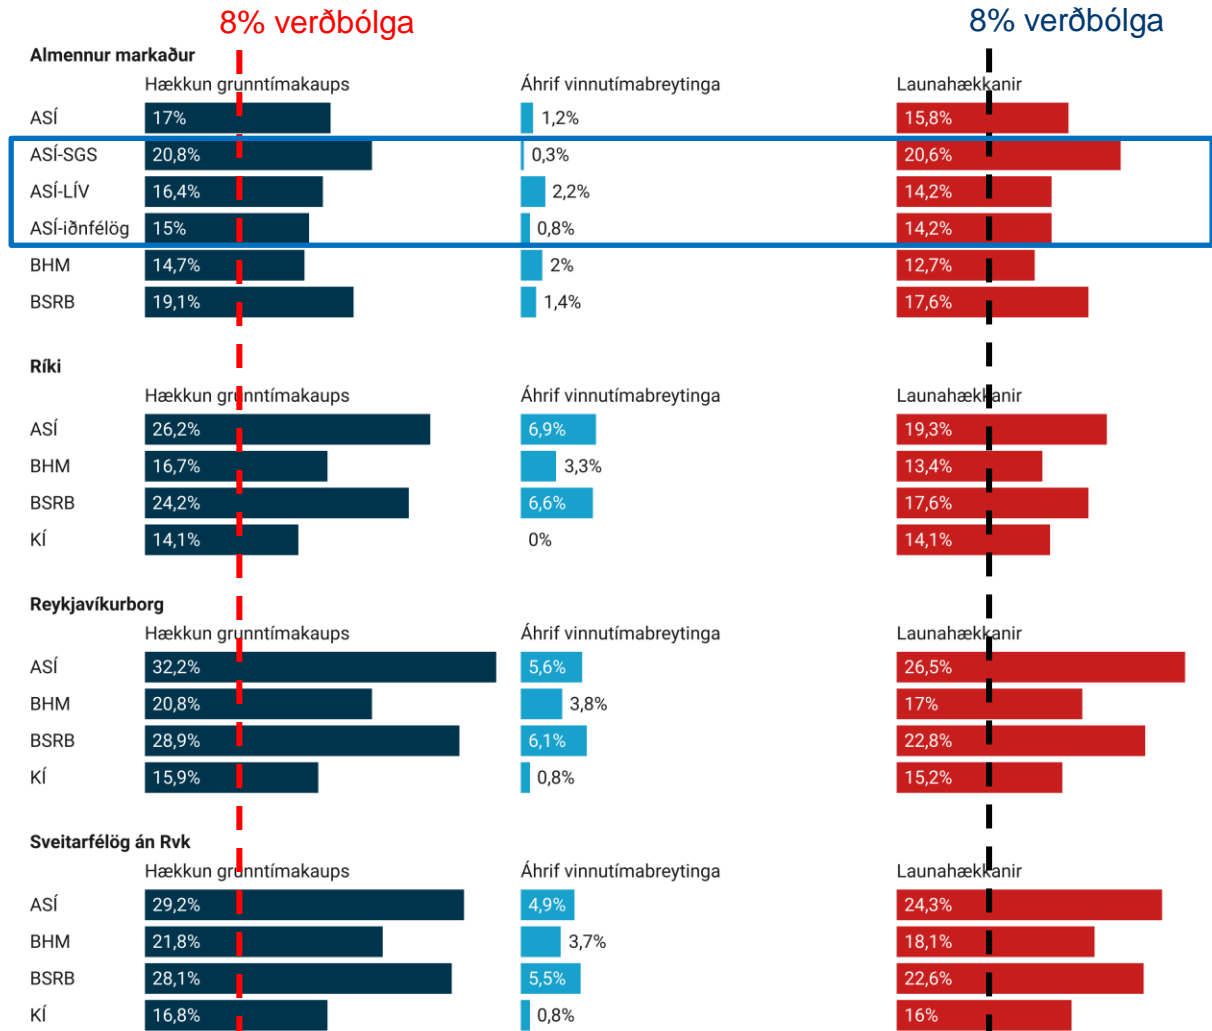 8% verðbólga 8% verðbólga
Almennur markaður
Hækkun grunntímakaups Áhrif vinnutímabreytinga Launahækkanir
ASÍ 17% 1,2% 15,8%
ASÍ-SGS 20,8% 0,3% 20,6%
ASÍ-LÍV 16,4% 2,2% 14,2%
ASÍ-iðnfélög 15% 0,8% 14,2%
BHM 14,7% 2% 12,7%
BSRB 19,1% 1,4% 17,6%
Ríki
Hækkun grunntímakaups Áhrif vinnutímabreytinga Launahækkanir
ASÍ 26,2% 6,9% 19,3%
BHM 16,7% 3,3% 13,4%
BSRB 24,2% 6,6% 17,6%
KÍ 14,1% 0% 14,1%
Reykjavíkurborg
Hækkun grunntímakaups Áhrif vinnutímabreytinga Launahækkanir
ASÍ 32,2% 5,6% 26,5%
BHM 20,8% 3,8% 17%
BSRB 28,9% 6,1% 22,8%
KÍ 15,9% 0,8% 15,2%
Sveitarfélög án Rvk
Hækkun grunntímakaups Áhrif vinnutímabreytinga Launahækkanir
ASÍ 29,2% 4,9% 24,3%
BHM 21,8% 3,7% 18,1%
BSRB 28,1% 5,5% 22,6%
KÍ 16,8% 0,8% 16%